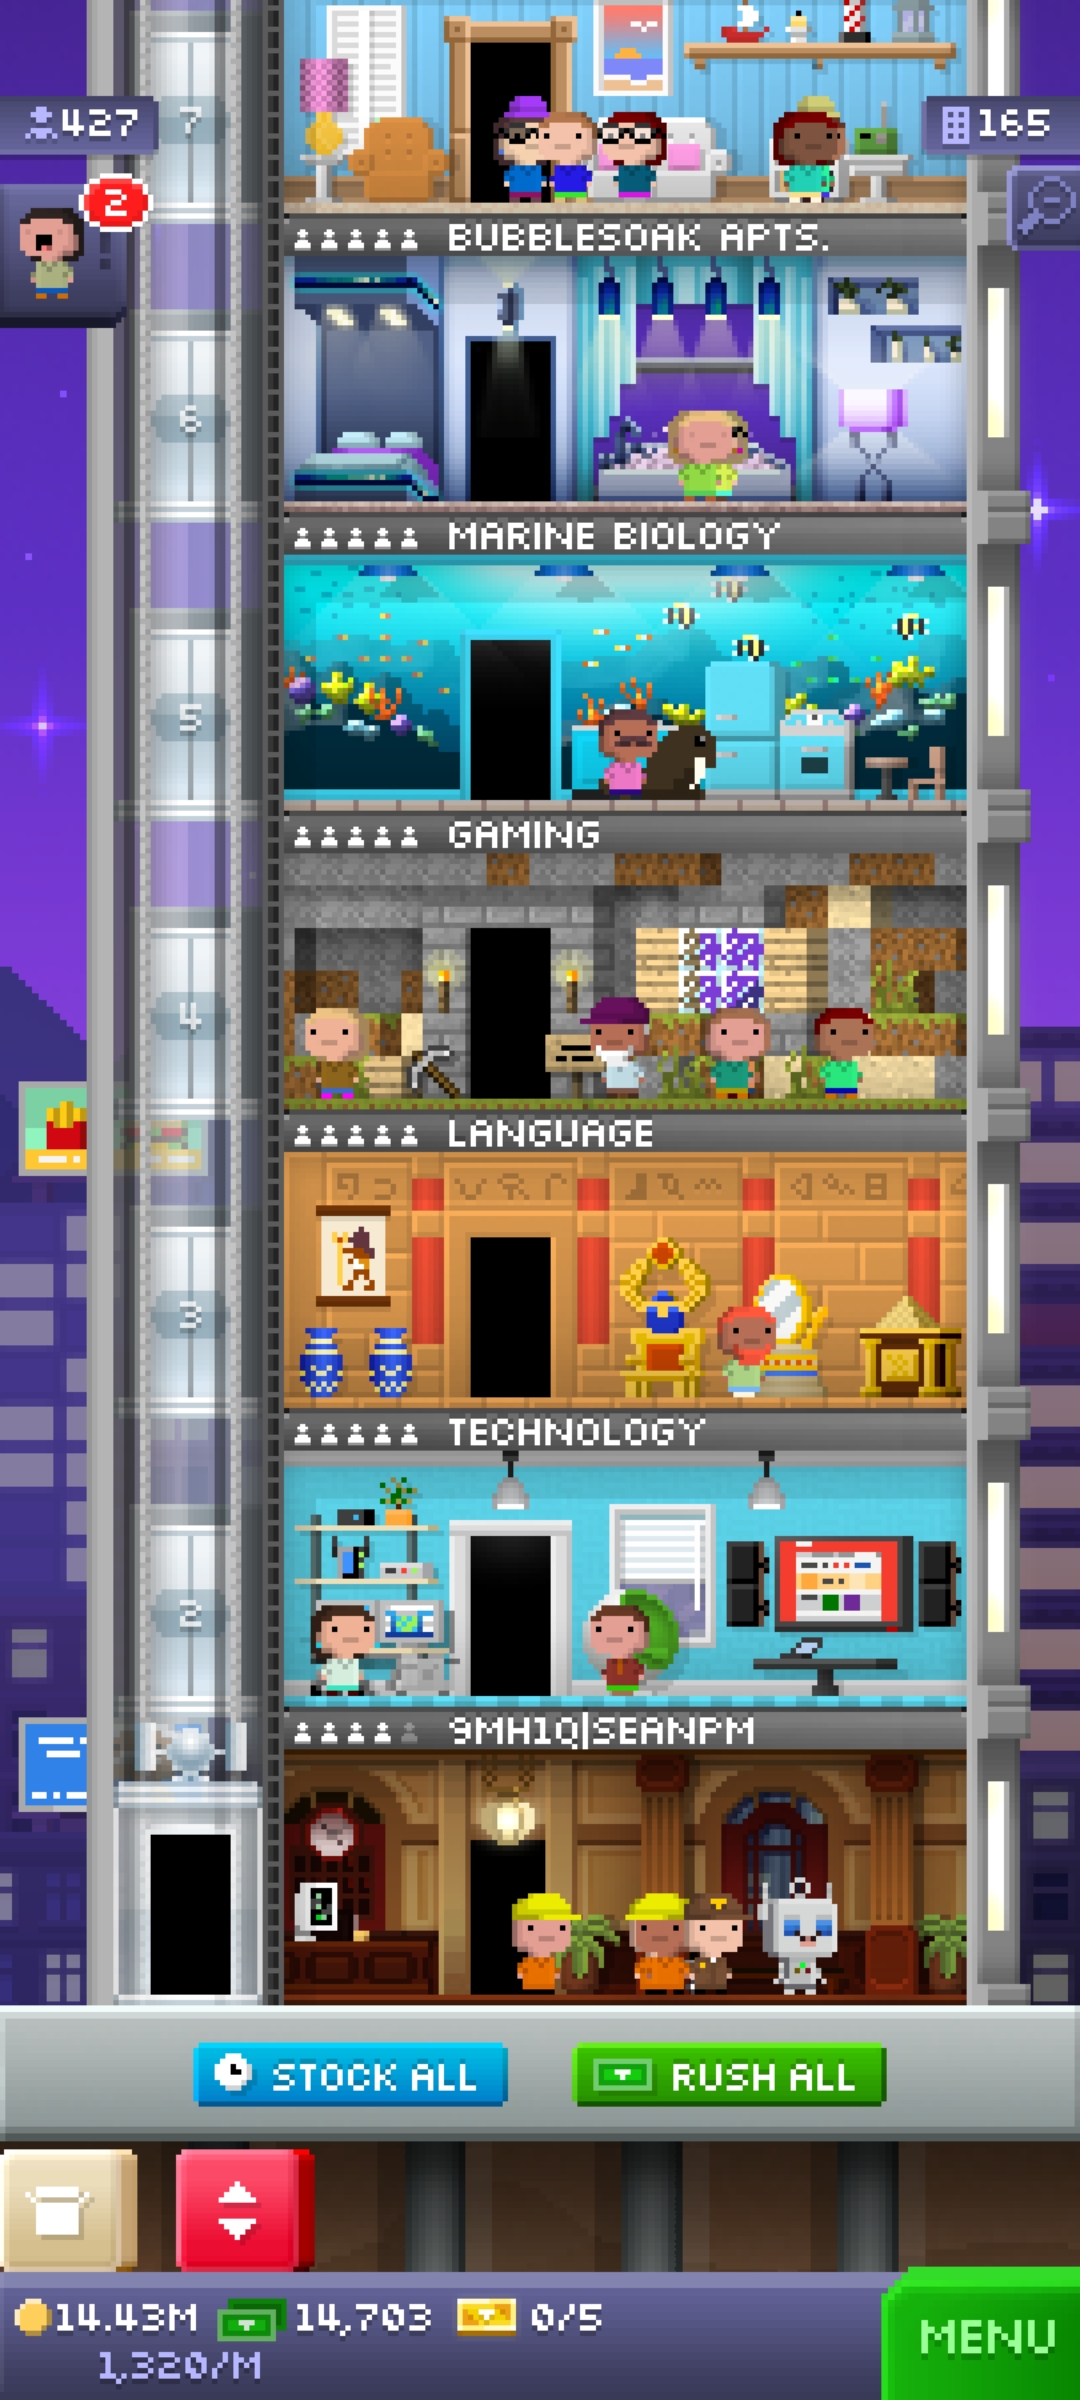 427
7
165
2
BUBBLESOAK APTS.
6
MARINE BIOLOGY
5
GAMING
4
LANGUAGE
3
TECHNOLOGY
2
9MH1Q|SEANPM
STOCK ALL
RUSH ALL
14.43M
14,703
0/5
1,320/M
MENU